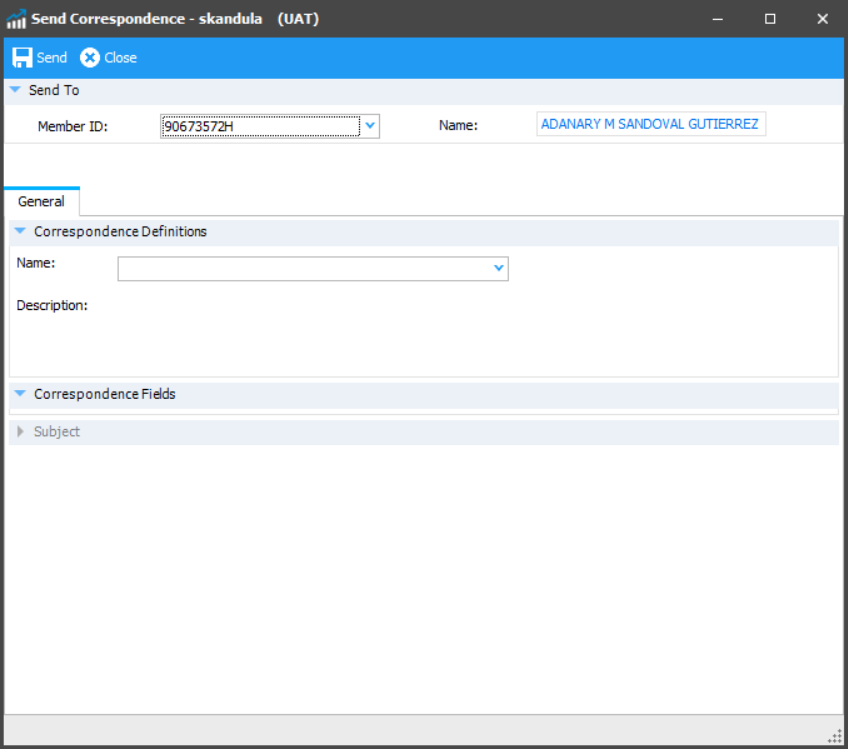 Send Correspondence - skandula (UAT)
Send Close
Send To
Member ID: 90673572H Name: ADANARY M SANDOVAL GUTIERREZ
General
Correspondence Definitions
Name:
Description:
Correspondence Fields
Subject